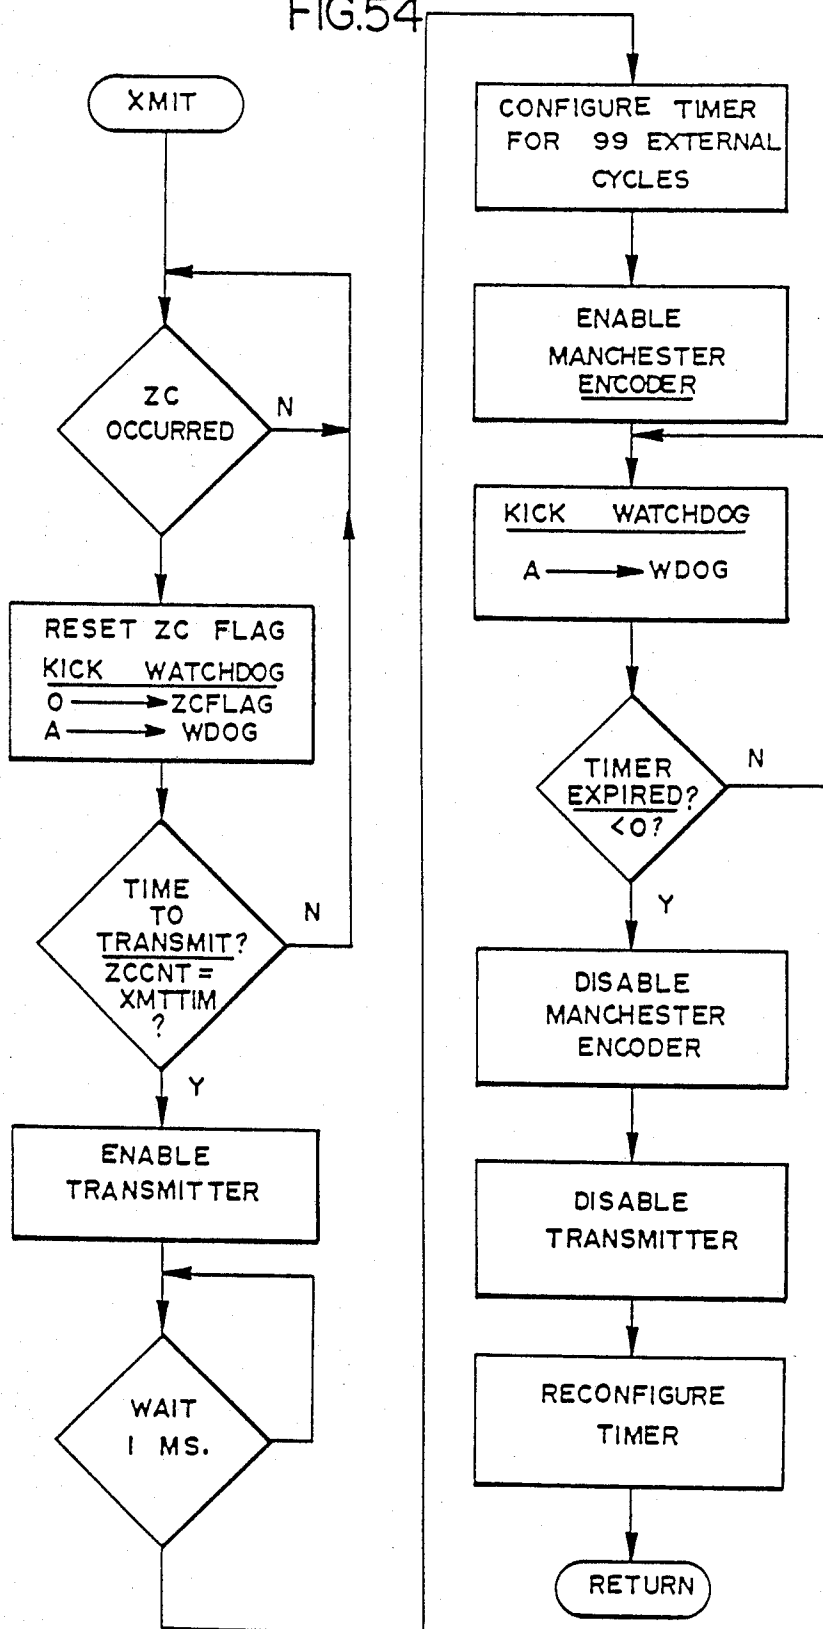 FIG.54
XMIT
ZC
OCCURRED
N
RESET ZC FLAG
KICK WATCHDOG
0 → ZCFLAG
A → WDOG
TIME
TO
TRANSMIT?
ZCCNT =
XMTTIM
?
N
Y
ENABLE
TRANSMITTER
WAIT
1 MS.
CONFIGURE TIMER
FOR 99 EXTERNAL
CYCLES
ENABLE
MANCHESTER
ENCODER
KICK WATCHDOG
A → WDOG
TIMER
EXPIRED?
<0?
N
Y
DISABLE
MANCHESTER
ENCODER
DISABLE
TRANSMITTER
RECONFIGURE
TIMER
RETURN